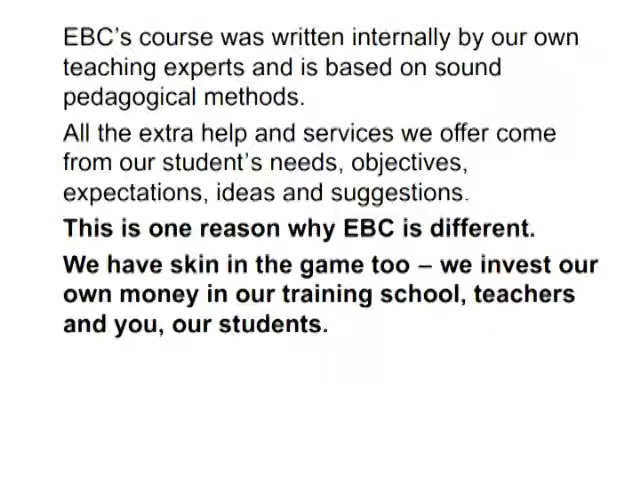 EBC's course was written internally by our own
teaching experts and is based on sound
pedagogical methods.
All the extra help and services we offer come
from our student's needs, objectives,
expectations, ideas and suggestions.
This is one reason why EBC is different.
We have skin in the game too – we invest our
own money in our training school, teachers
and you, our students.